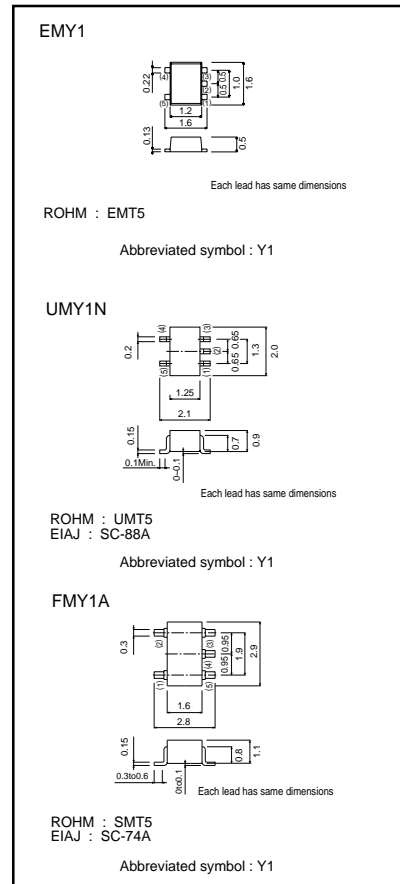 EMY1
0.22
(4)
(3)
(2)
(5)
(1)
0.5 0.5
1.0
1.6
1.2
1.6
0.13
0.5
Each lead has same dimensions
ROHM : EMT5
Abbreviated symbol : Y1
UMY1N
0.2
(4)
(3)
(2)
(5)
(1)
0.65 0.65
1.3
2.0
1.25
2.1
0.15
0.1Min.
0~0.1
0.7
0.9
Each lead has same dimensions
ROHM : UMT5
EIAJ : SC-88A
Abbreviated symbol : Y1
FMY1A
0.3
(2)
(3)
(4)
(1)
(5)
0.95 0.95
1.9
2.9
1.6
2.8
0.15
0.3to0.6
0to0.1
0.8
1.1
Each lead has same dimensions
ROHM : SMT5
EIAJ : SC-74A
Abbreviated symbol : Y1